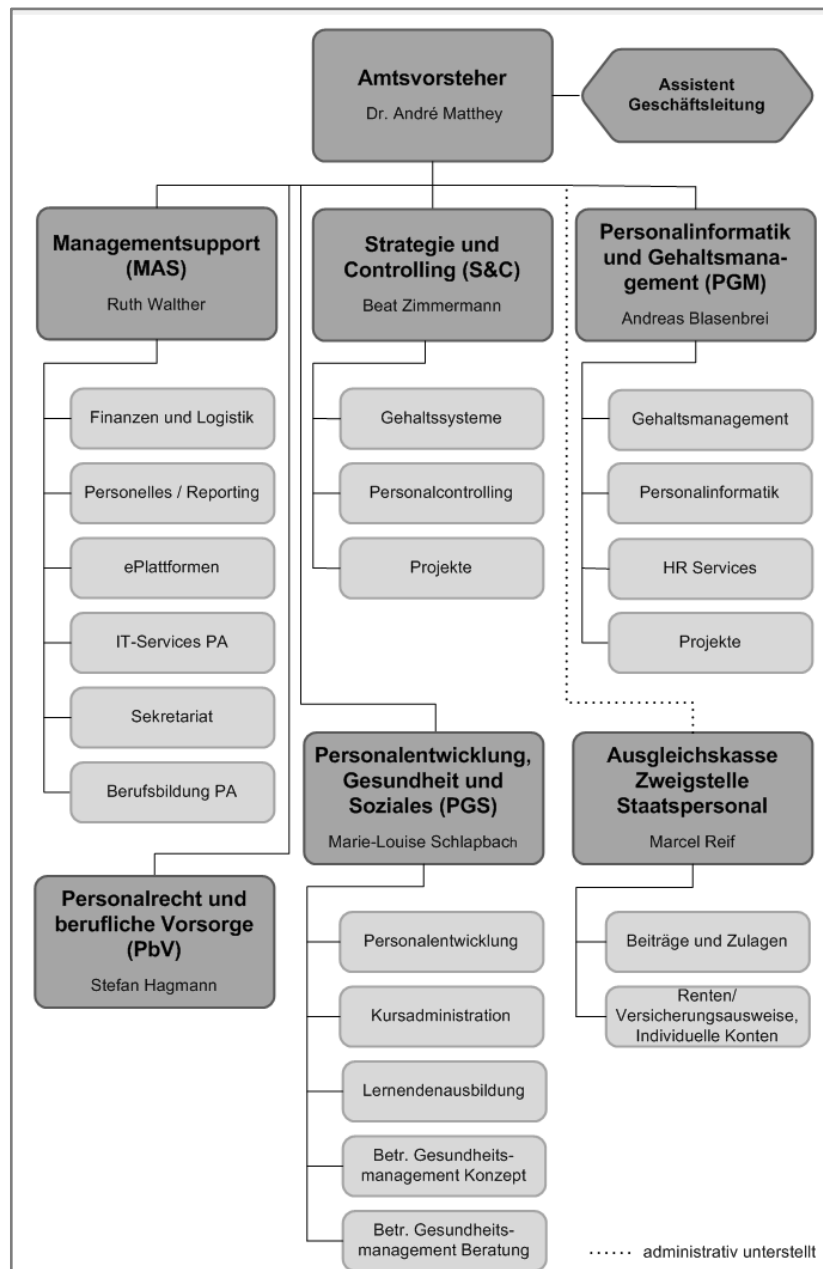 Amtsvorsteher
Dr. André Matthey
Assistent
Geschäftsleitung
Managementsupport
(MAS)
Ruth Walther
Strategie und
Controlling (S&C)
Beat Zimmermann
Personalinformatik
und Gehaltsmana-
gement (PGM)
Andreas Blasenbrei
Finanzen und Logistik
Personelles / Reporting
ePlattformen
IT-Services PA
Sekretariat
Berufsbildung PA
Gehaltssysteme
Personalcontrolling
Projekte
Gehaltsmanagement
Personalinformatik
HR Services
Projekte
Personalrecht und
berufliche Vorsorge
(PbV)
Stefan Hagmann
Personalentwicklung,
Gesundheit und
Soziales (PGS)
Marie-Louise Schlapbach
Personalentwicklung
Kursadministration
Lernendenausbildung
Betr. Gesundheits-
management Konzept
Betr. Gesundheits-
management Beratung
Ausgleichskasse
Zweigstelle
Staatspersonal
Marcel Reif
Beiträge und Zulagen
Renten/
Versicherungsausweise,
Individuelle Konten
administrativ unterstellt